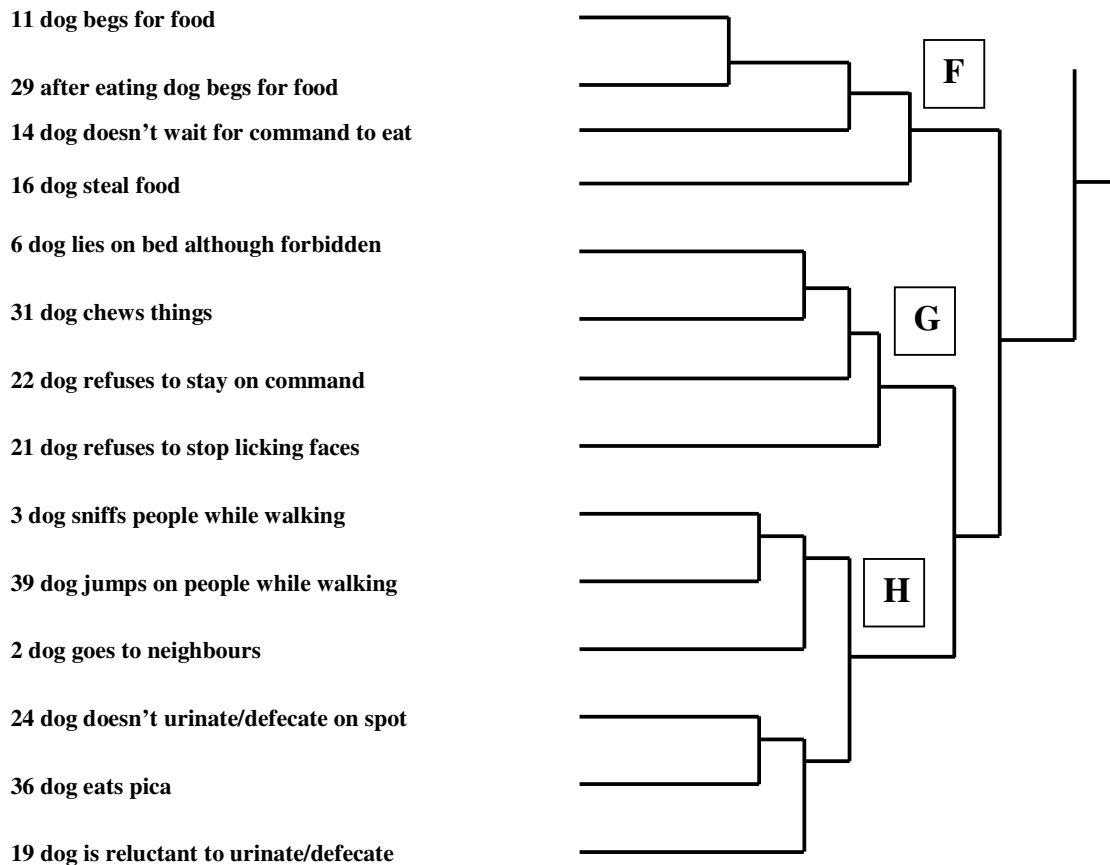 11 dog begs for food
F
29 after eating dog begs for food
14 dog doesn’t wait for command to eat
16 dog steal food
6 dog lies on bed although forbidden
31 dog chews things
G
22 dog refuses to stay on command
21 dog refuses to stop licking faces
3 dog sniffs people while walking
39 dog jumps on people while walking
H
2 dog goes to neighbours
24 dog doesn’t urinate/defecate on spot
36 dog eats pica
19 dog is reluctant to urinate/defecate